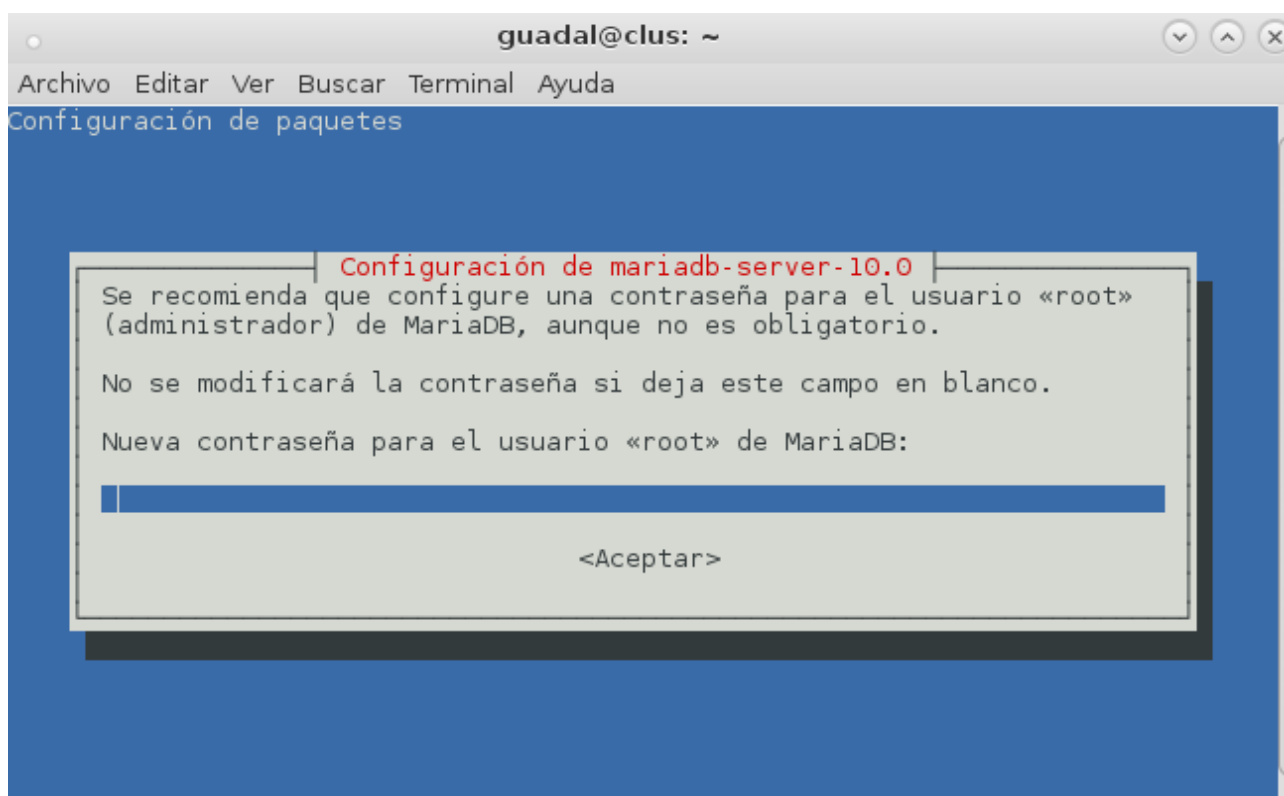 guadal@clus: ~
Archivo Editar Ver Buscar Terminal Ayuda
Configuración de paquetes
Configuración de mariadb-server-10.0
Se recomienda que configure una contraseña para el usuario «root»
(administrador) de MariaDB, aunque no es obligatorio.
No se modificará la contraseña si deja este campo en blanco.
Nueva contraseña para el usuario «root» de MariaDB:
<Aceptar>